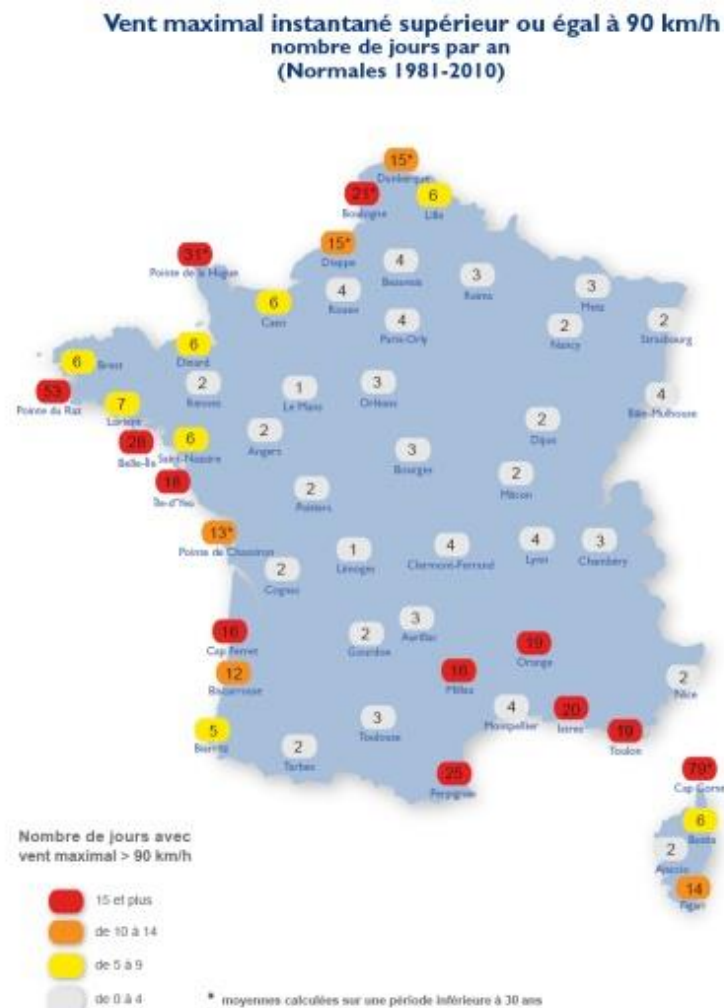 Vent maximal instantané supérieur ou égal à 90 km/h
nombre de jours par an
(Normales 1981-2010)
15*
Dunkerque
21*
Boulogne
6
Lille
15*
Dieppe
31*
Pointe de la Hague
4
Beauvais
3
Reims
3
Metz
4
Rouen
6
Caen
4
Paris-Orly
2
Nancy
2
Strasbourg
6
Dinard
6
Brest
53
Pointe du Raz
2
Rennes
1
Le Mans
3
Orléans
4
Bâle-Mulhouse
7
Lorient
28
Belle-Île
6
Saint-Nazaire
2
Angers
3
Bourges
2
Dijon
2
Mâcon
18
Île-d'Yeu
2
Poitiers
13*
Pointe de Chassiron
2
Cognac
1
Limoges
4
Clermont-Ferrand
4
Lyon
3
Chambéry
16
Cap Ferret
2
Gourdon
3
Aurillac
19
Orange
12
Biscarrosse
16
Millau
2
Nice
5
Biarritz
2
Tarbes
3
Toulouse
4
Montpellier
20
Istres
19
Toulon
25
Perpignan
79*
Cap Corse
6
Bastia
2
Ajaccio
14
Figari
Nombre de jours avec
vent maximal > 90 km/h
15 et plus
de 10 à 14
de 5 à 9
de 0 à 4
* moyennes calculées sur une période inférieure à 30 ans